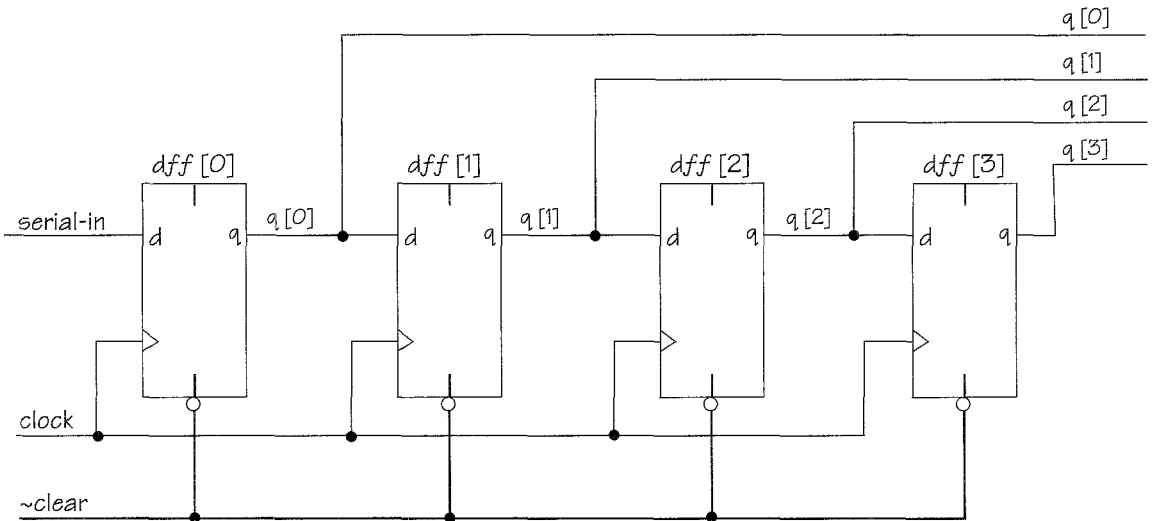 q[0]
q[1]
q[2]
q[3]
dff [0]
dff [1]
dff [2]
dff [3]
serial-in
d
q
q[0]
d
q
q[1]
d
q
q[2]
d
q
clock
~clear